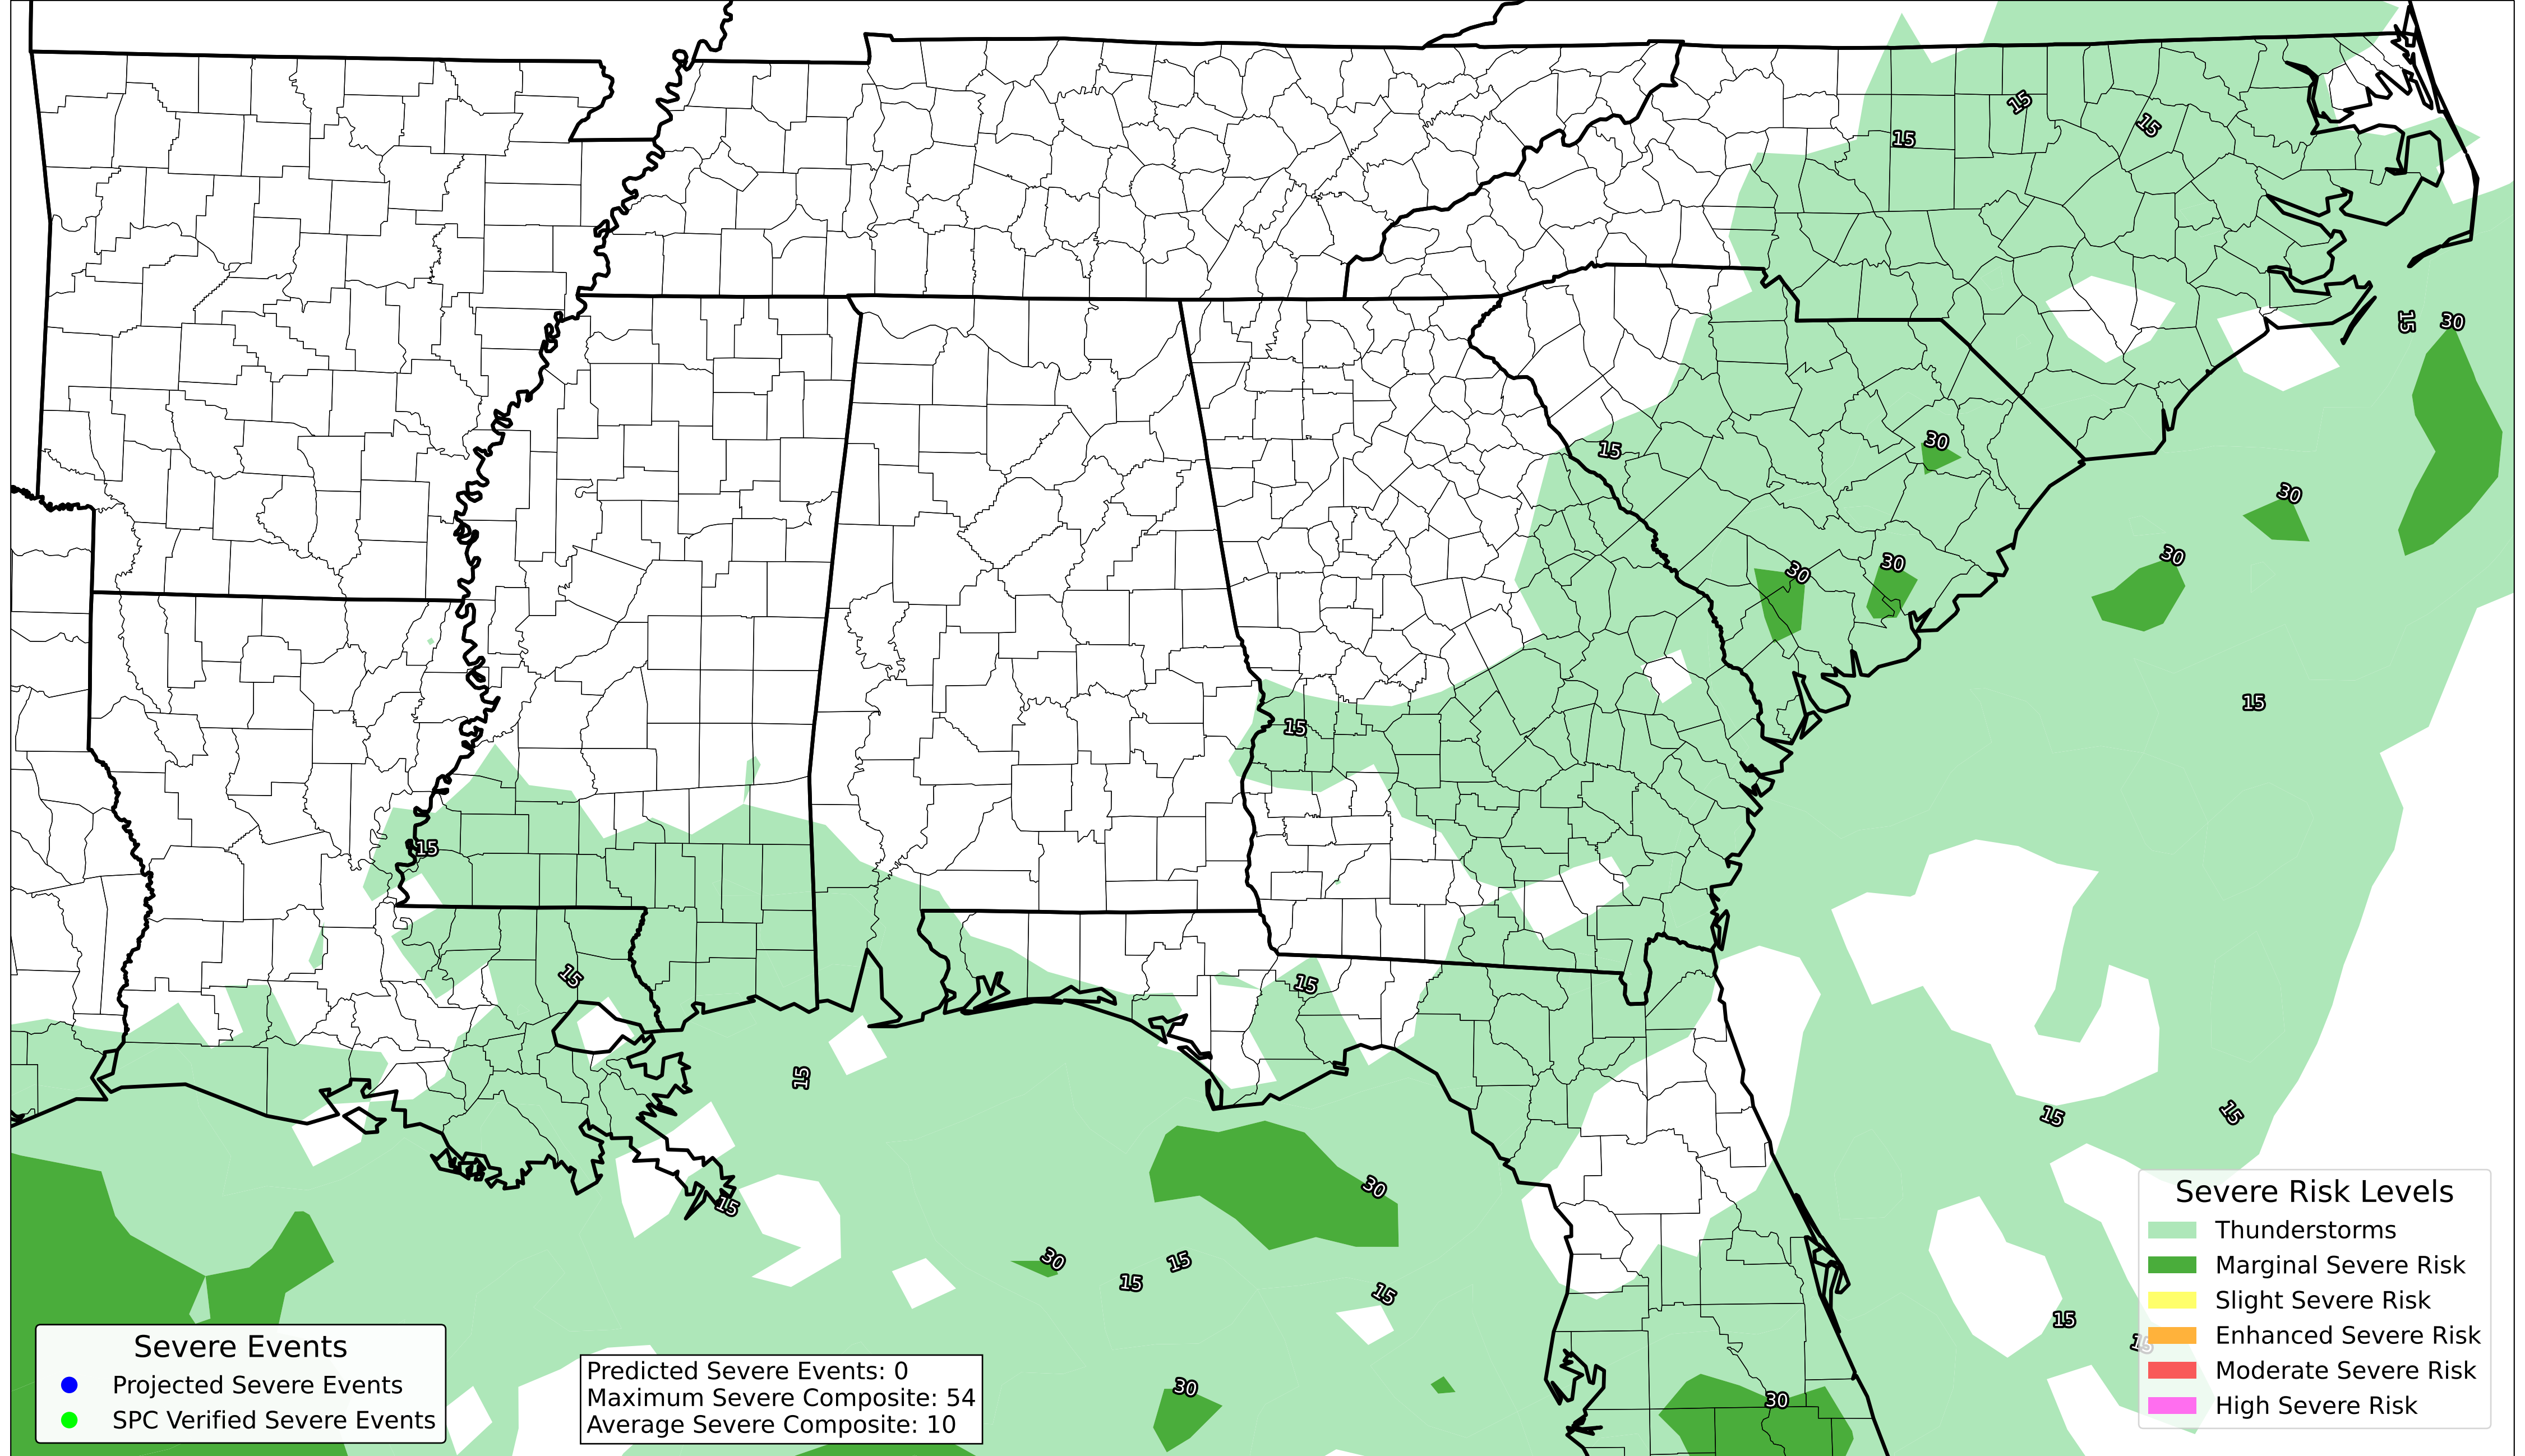 15
15
15
15
30
15
30
30
30
30
30
15
15
15
15
15
15
15
15
30
15
30
15
15
15
15
15
30
30
Severe Risk Levels
Thunderstorms
Marginal Severe Risk
Slight Severe Risk
Enhanced Severe Risk
Moderate Severe Risk
High Severe Risk
Severe Events
Projected Severe Events
SPC Verified Severe Events
Predicted Severe Events: 0
Maximum Severe Composite: 54
Average Severe Composite: 10